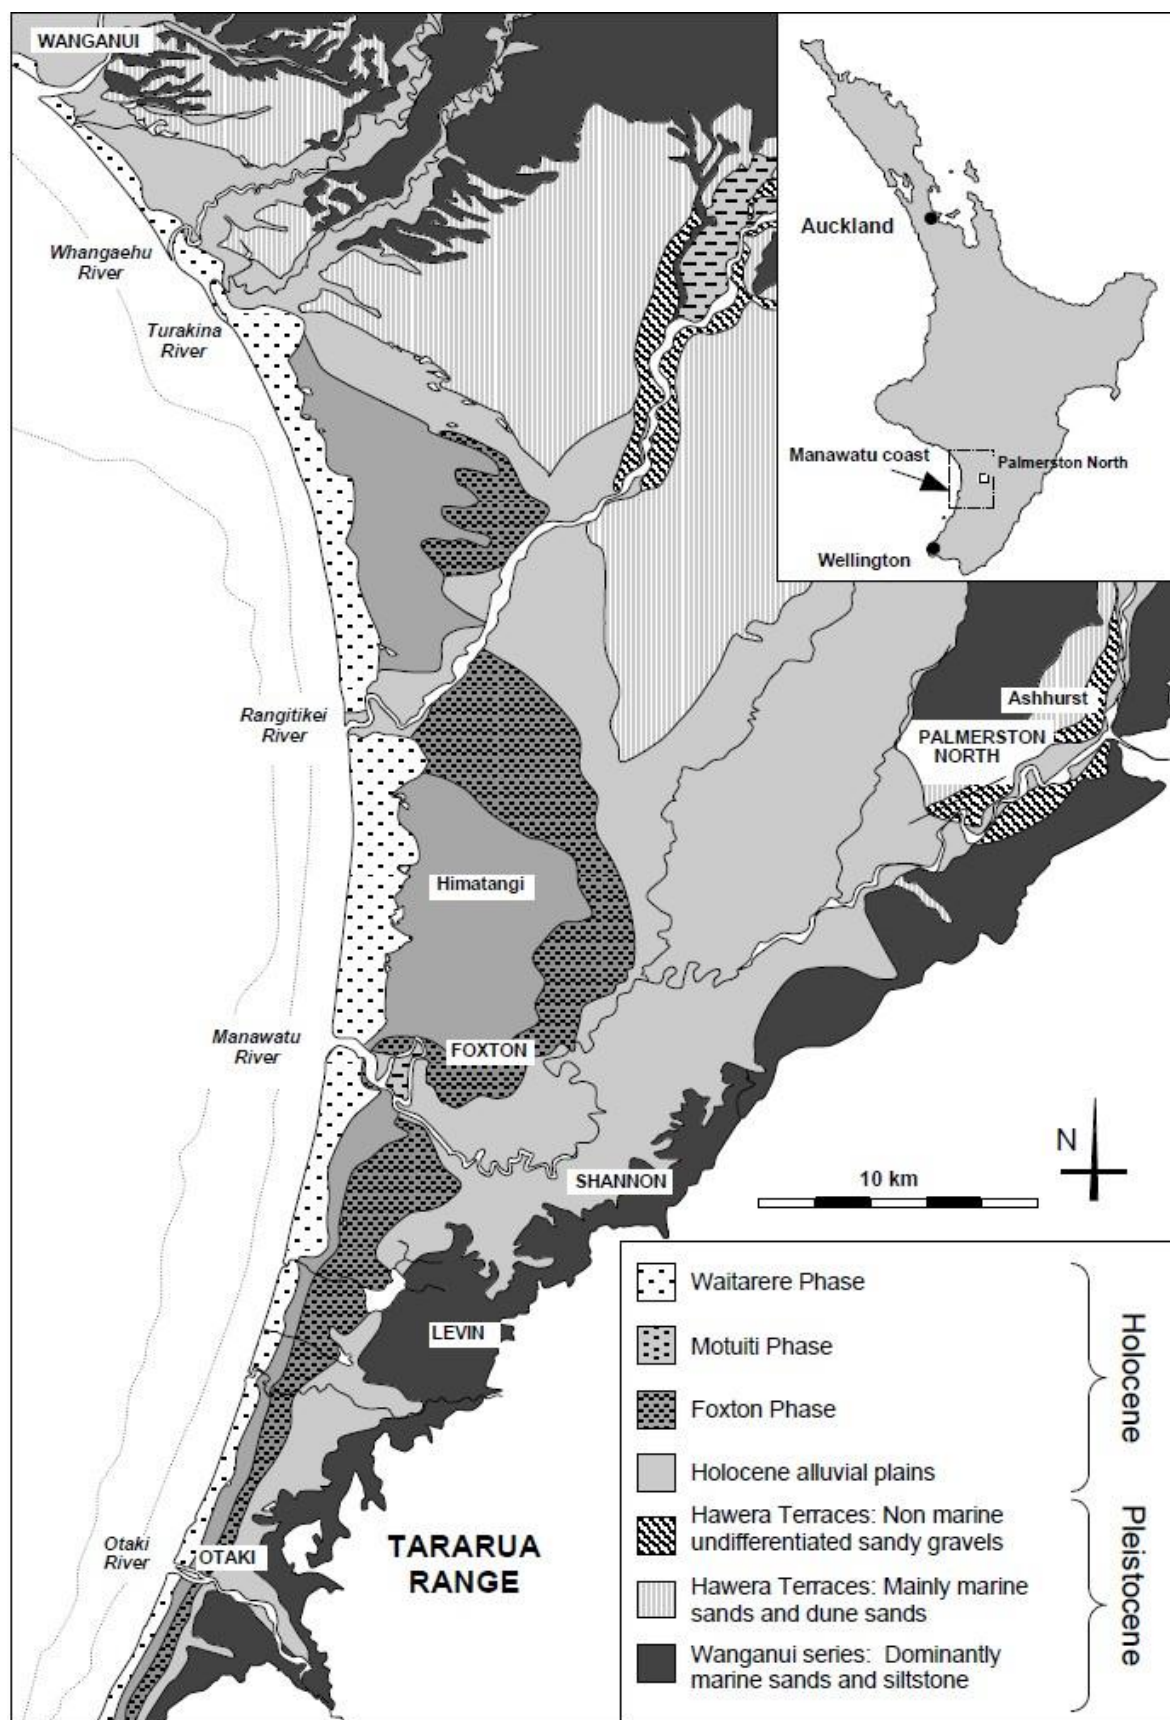 WANGANUI
Whangaehu
River
Turakina
River
Rangitikei
River
Manawatu
River
Otaki
River
Himatangi
FOXTON
SHANNON
LEVIN
OTAKI
TARARUA
RANGE
Ashhurst
PALMERSTON
NORTH
Auckland
Manawatu coast
Palmerston North
Wellington
N
10 km
Waitarere Phase
Motuiti Phase
Foxton Phase
Holocene alluvial plains
Holocene
Hawera Terraces: Non marine
undifferentiated sandy gravels
Hawera Terraces: Mainly marine
sands and dune sands
Wanganui series: Dominantly
marine sands and siltstone
Pleistocene